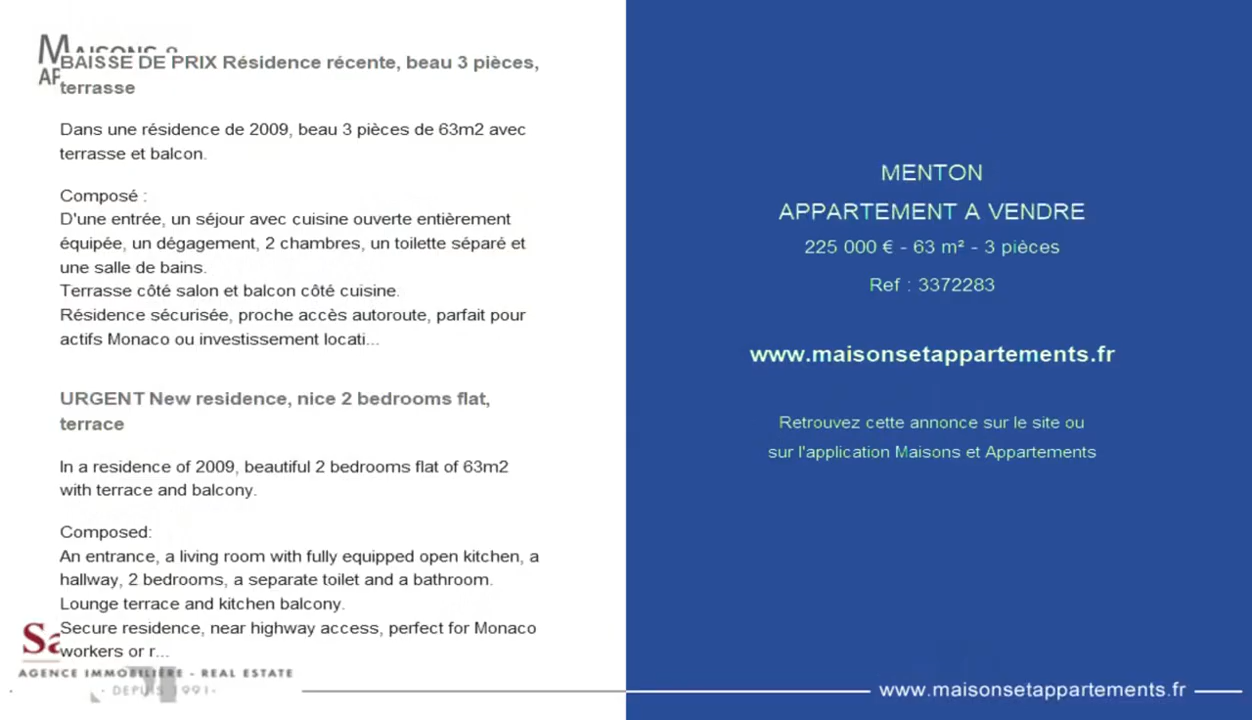 BAISSE DE PRIX Résidence récente, beau 3 pièces,
terrasse
Dans une résidence de 2009, beau 3 pièces de 63m2 avec
terrasse et balcon.
Composé :
D'une entrée, un séjour avec cuisine ouverte entièrement
équipée, un dégagement, 2 chambres, un toilette séparé et
une salle de bains.
Terrasse côté salon et balcon côté cuisine.
Résidence sécurisée, proche accès autoroute, parfait pour
actifs Monaco ou investissement locati...
URGENT New residence, nice 2 bedrooms flat,
terrace
In a residence of 2009, beautiful 2 bedrooms flat of 63m2
with terrace and balcony.
Composed:
An entrance, a living room with fully equipped open kitchen, a
hallway, 2 bedrooms, a separate toilet and a bathroom.
Lounge terrace and kitchen balcony.
Secure residence, near highway access, perfect for Monaco
workers or r...
AGENCE IMMOBILIÈRE - REAL ESTATE
- DEPUIS 1991-
MENTON
APPARTEMENT A VENDRE
225 000 € - 63 m² - 3 pièces
Ref : 3372283
www.maisonsetappartements.fr
Retrouvez cette annonce sur le site ou
sur l'application Maisons et Appartements
www.maisonsetappartements.fr